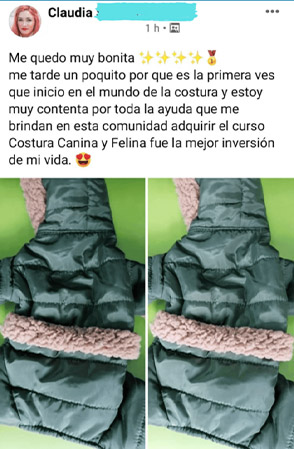 Claudia
1 h
Me quedo muy bonita ✨✨✨✨🏅
me tarde un poquito por que es la primera ves
que inicio en el mundo de la costura y estoy
muy contenta por toda la ayuda que me
brindan en esta comunidad adquirir el curso
Costura Canina y Felina fue la mejor inversión
de mi vida. 😍